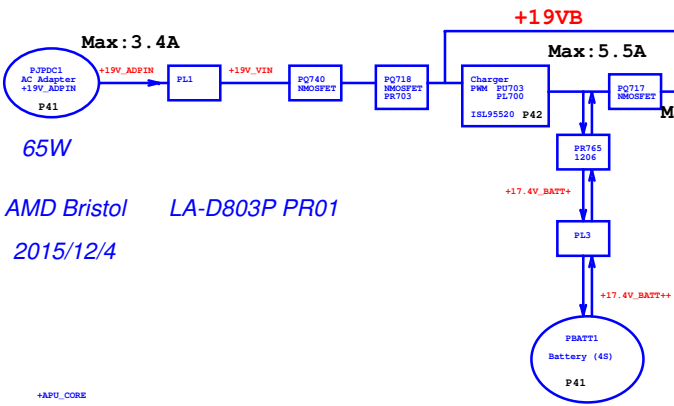 +19VB
Max:3.4A
Max:5.5A
PJPDC1
AC Adapter
+19V_ADPIN
P41
+19V_ADPIN
PL1
+19V_VIN
PQ740
NMOSFET
PQ718
NMOSFET
PR703
Charger
PWM PU703
PL700
ISL95520 P42
PQ717
NMOSFET
M
65W
PR765
1206
AMD Bristol LA-D803P PR01
+17.4V_BATT+
2015/12/4
PL3
+17.4V_BATT++
PBATT1
Battery (4S)
P41
+APU_CORE